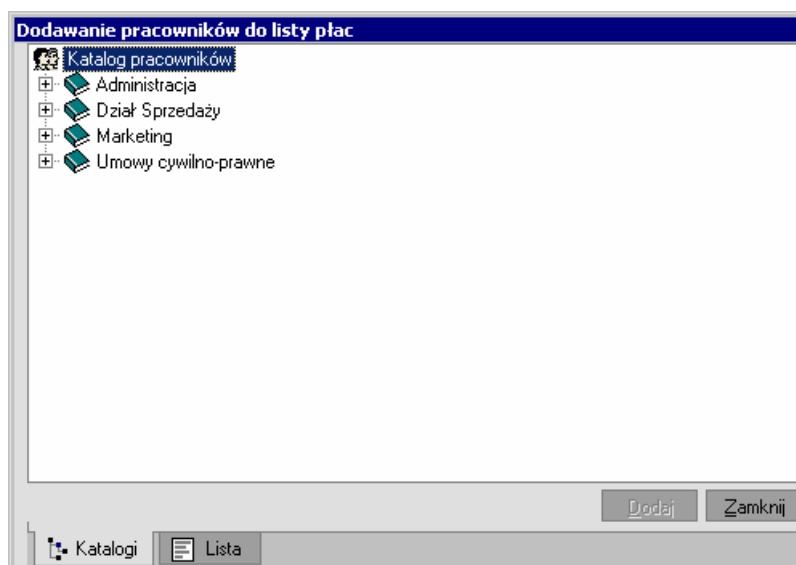 Dodawanie pracowników do listy płac
Katalog pracowników
Administracja
Dział Sprzedaży
Marketing
Umowy cywilno-prawne
Dodaj Zamknij
Katalogi Lista